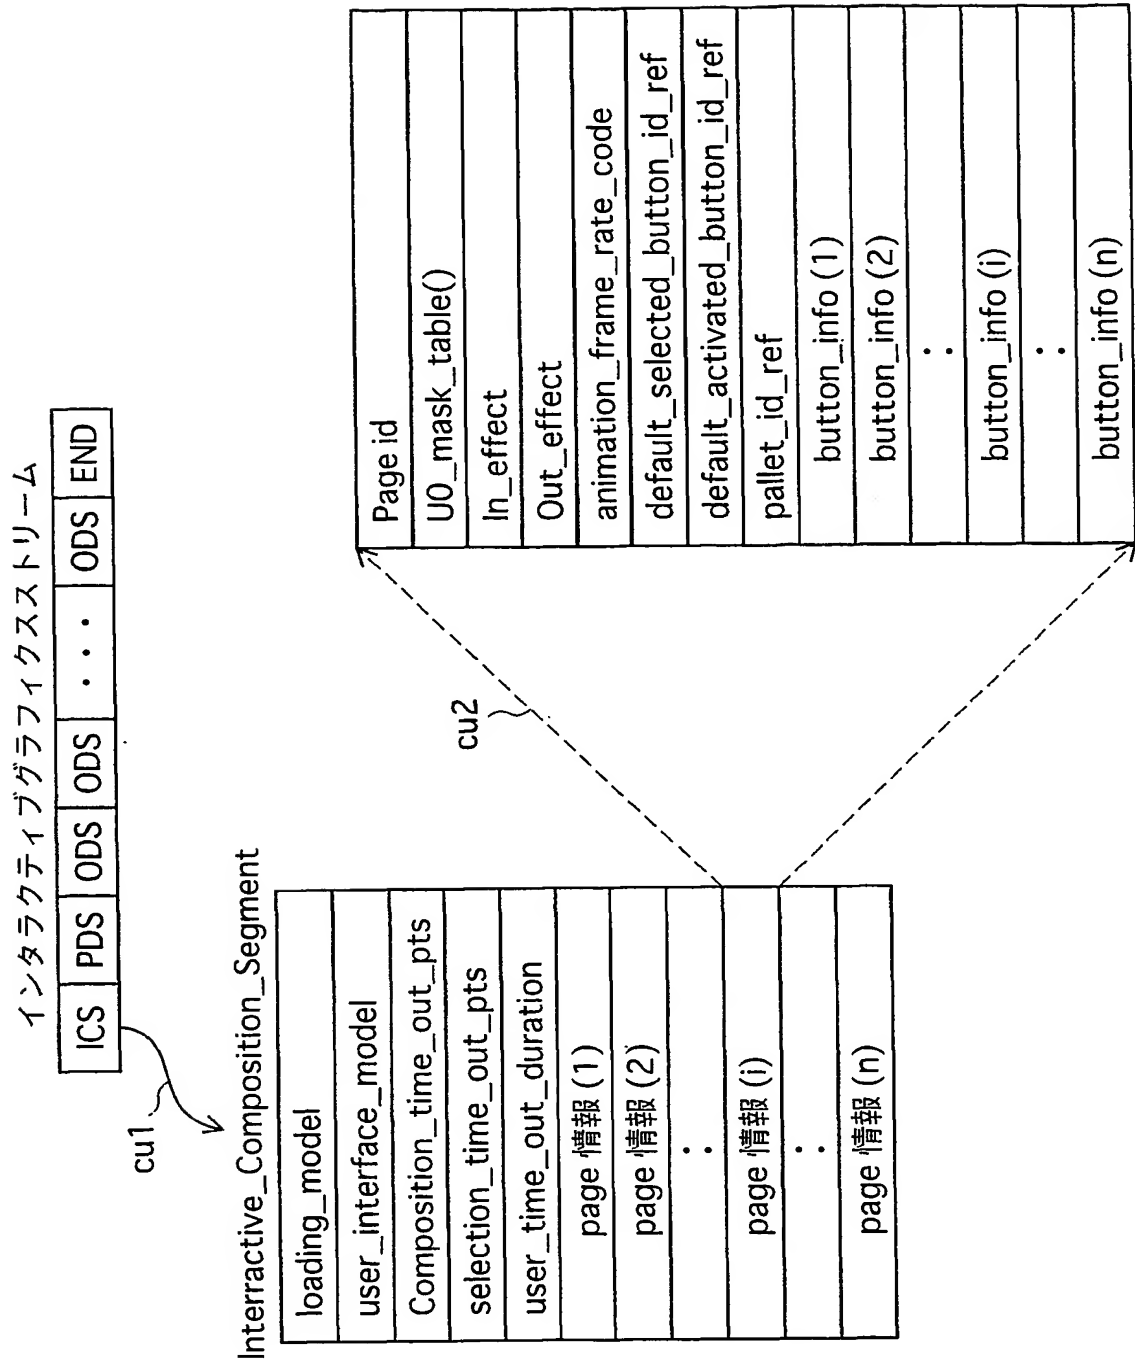 インタラクティブグラフィクスストリーム
ICS PDS ODS ODS ・・・ ODS END
cu1
Interractive_Composition_Segment
loading_model
user_interface_model
Composition_time_out_pts
selection_time_out_pts
user_time_out_duration
page 情報 (1)
page 情報 (2)
:
page 情報 (i)
:
page 情報 (n)
cu2
Page id
UO_mask_table()
In_effect
Out_effect
animation_frame_rate_code
default_selected_button_id_ref
default_activated_button_id_ref
pallet_id_ref
button_info (1)
button_info (2)
:
button_info (i)
:
button_info (n)